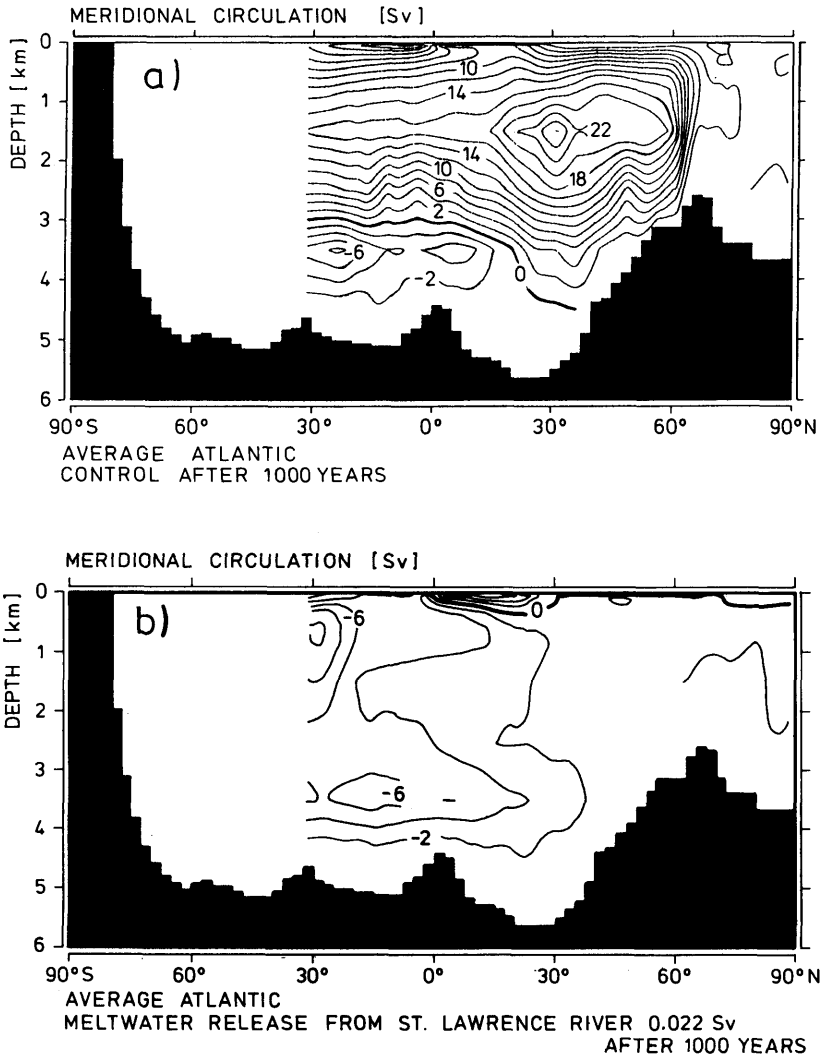 MERIDIONAL CIRCULATION [Sv]
a)
DEPTH [km]
0
1
2
3
4
5
6
10
14
22
14
10
6
2
18
-6
-2
0
90°S 60° 30° 0° 30° 60° 90°N
AVERAGE ATLANTIC
CONTROL AFTER 1000 YEARS
MERIDIONAL CIRCULATION [Sv]
b)
DEPTH [km]
0
1
2
3
4
5
6
-6
0
-6
-2
90°S 60° 30° 0° 30° 60° 90°N
AVERAGE ATLANTIC
MELTWATER RELEASE FROM ST. LAWRENCE RIVER 0.022 Sv
AFTER 1000 YEARS